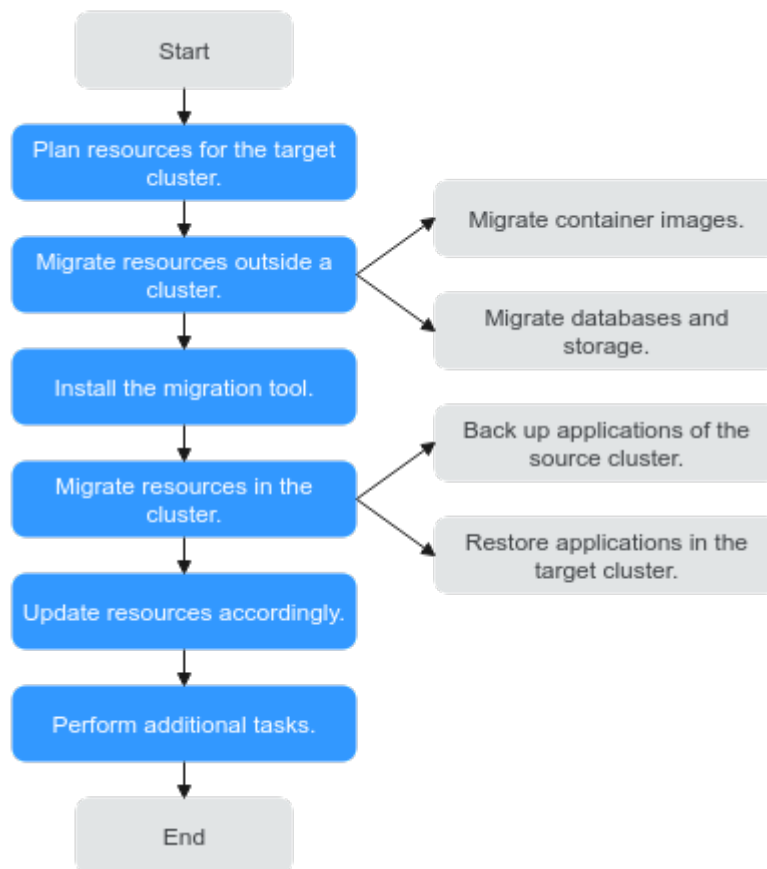 Start
Plan resources for the target
cluster.
Migrate resources outside a
cluster.
Migrate container images.
Migrate databases and
storage.
Install the migration tool.
Migrate resources in the
cluster.
Back up applications of the
source cluster.
Restore applications in the
target cluster.
Update resources accordingly.
Perform additional tasks.
End